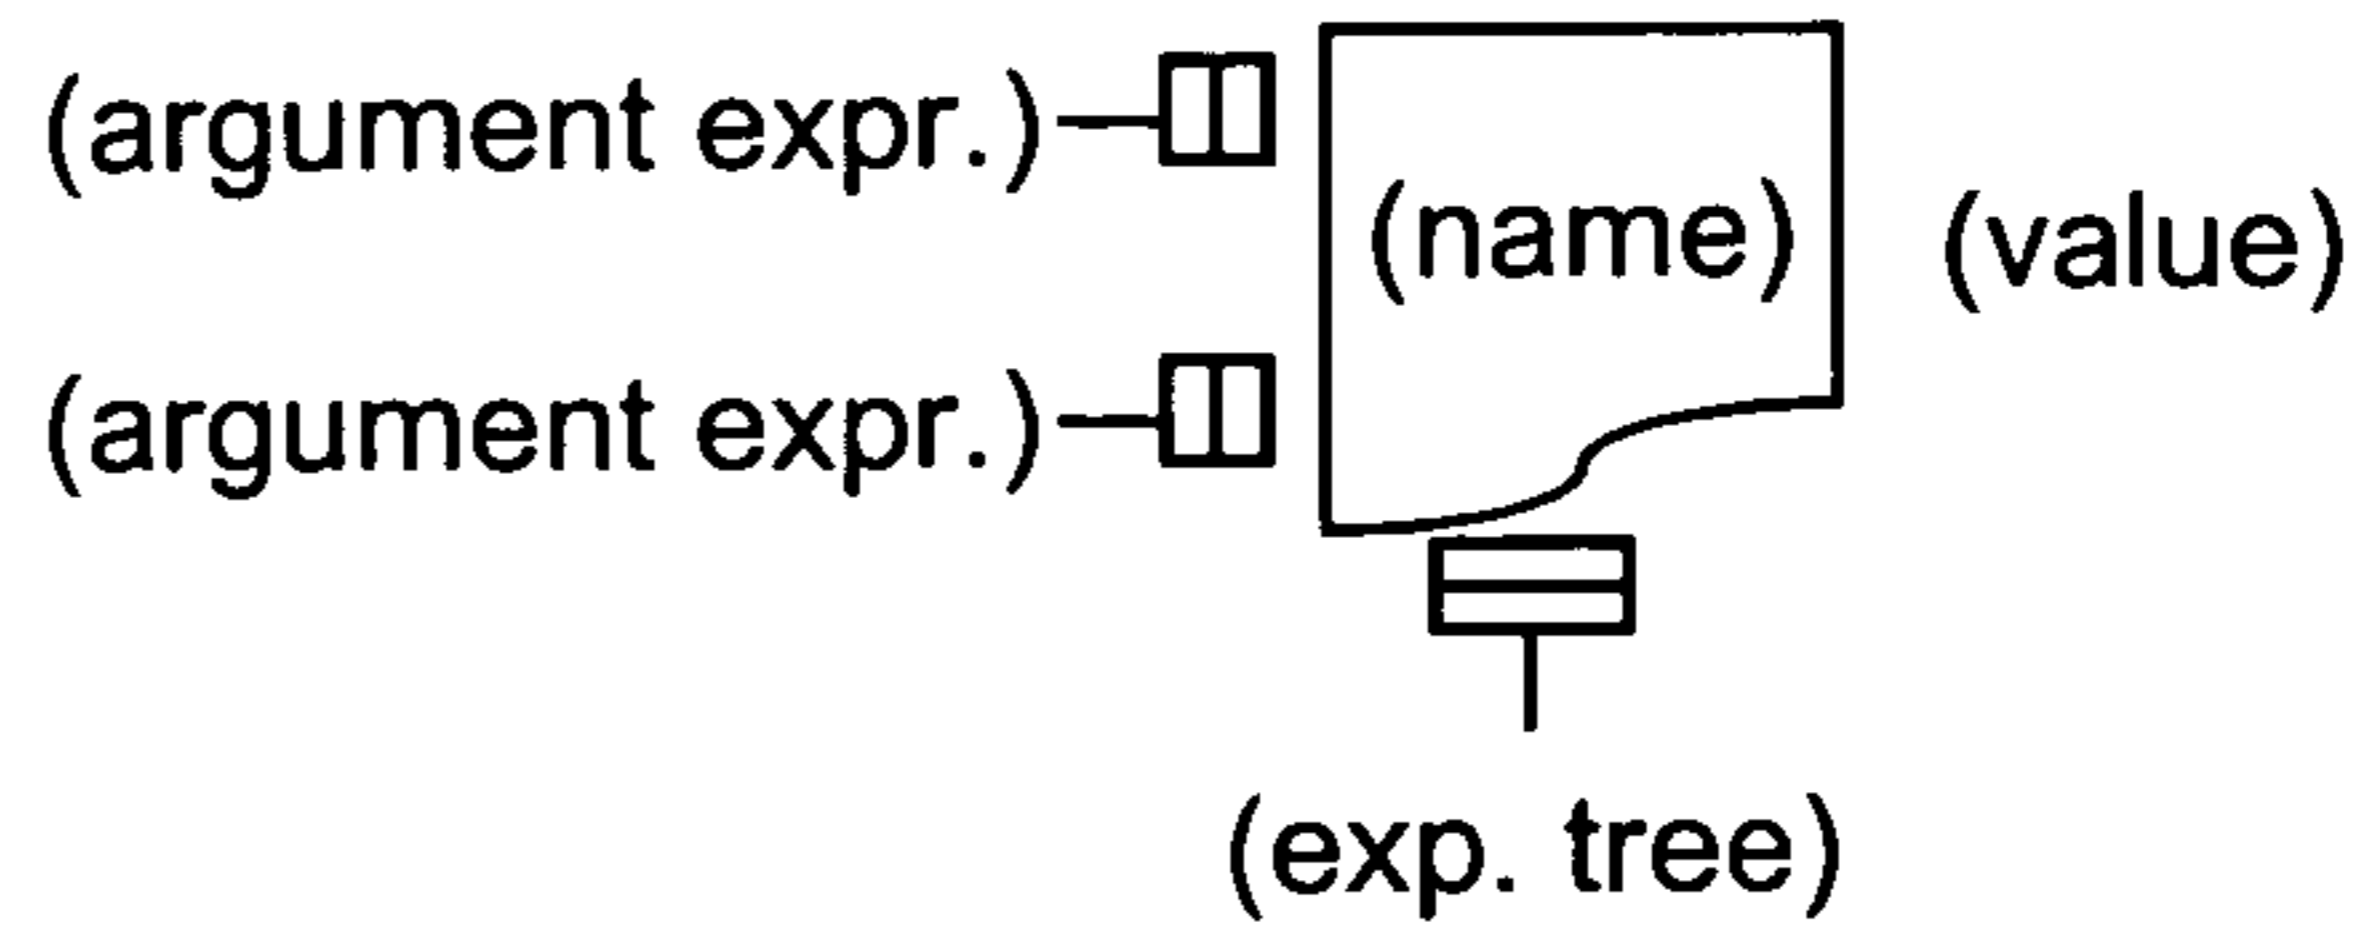 (argument expr.)
(name)
(value)
(argument expr.)
(exp. tree)